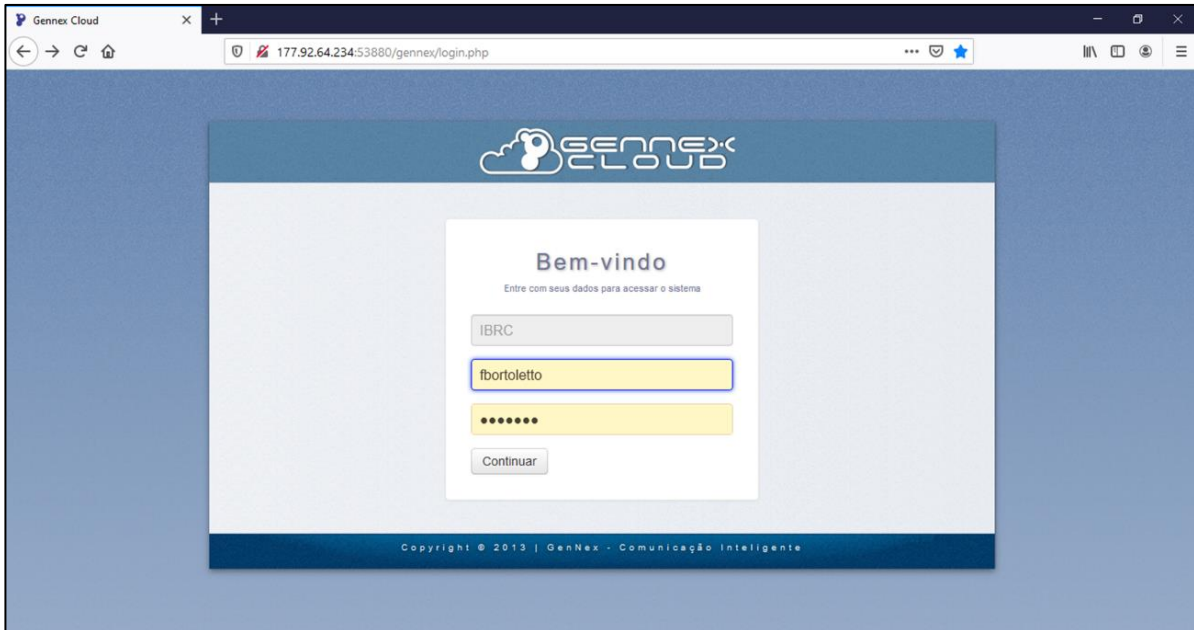 Gennex Cloud
177.92.64.234:53880/gennex/login.php
GENNEX
CLOUD
Bem-vindo
Entre com seus dados para acessar o sistema
IBRC
fbortoletto
•••••••
Continuar
Copyright © 2013 | GenNex - Comunicação Inteligente